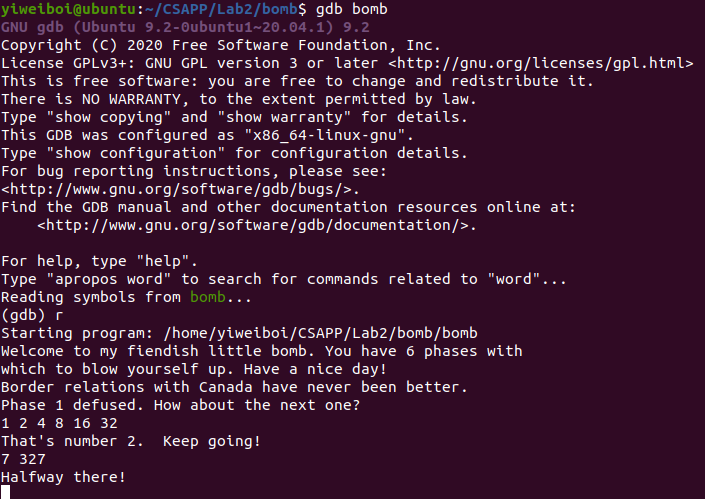 yiweiboi@ubuntu:~/CSAPP/Lab2/bomb$ gdb bomb
GNU gdb (Ubuntu 9.2-0ubuntu1~20.04.1) 9.2
Copyright (C) 2020 Free Software Foundation, Inc.
License GPLv3+: GNU GPL version 3 or later <http://gnu.org/licenses/gpl.html>
This is free software: you are free to change and redistribute it.
There is NO WARRANTY, to the extent permitted by law.
Type "show copying" and "show warranty" for details.
This GDB was configured as "x86_64-linux-gnu".
Type "show configuration" for configuration details.
For bug reporting instructions, please see:
<http://www.gnu.org/software/gdb/bugs/>.
Find the GDB manual and other documentation resources online at:
    <http://www.gnu.org/software/gdb/documentation/>.

For help, type "help".
Type "apropos word" to search for commands related to "word"...
Reading symbols from bomb...
(gdb) r
Starting program: /home/yiweiboi/CSAPP/Lab2/bomb/bomb
Welcome to my fiendish little bomb. You have 6 phases with
which to blow yourself up. Have a nice day!
Border relations with Canada have never been better.
Phase 1 defused. How about the next one?
1 2 4 8 16 32
That's number 2.  Keep going!
7 327
Halfway there!